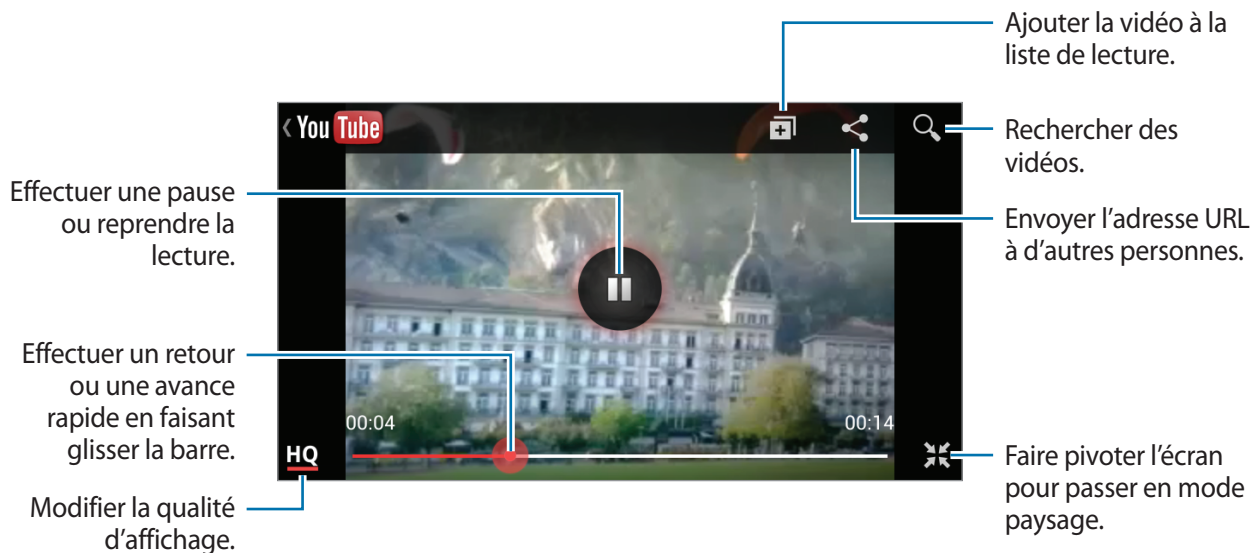 Ajouter la vidéo à la
liste de lecture.
You Tube
Rechercher des
vidéos.
Effectuer une pause
ou reprendre la
lecture.
Envoyer l’adresse URL
à d’autres personnes.
Effectuer un retour
ou une avance
rapide en faisant
glisser la barre.
00:04
00:14
HQ
Faire pivoter l’écran
pour passer en mode
paysage.
Modifier la qualité
d’affichage.